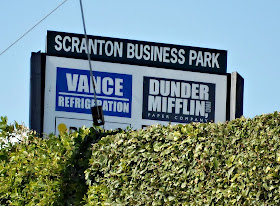 SCRANTON BUSINESS PARK
VANCE
REFRIGERATION
DUNDER
MIFFLIN
PAPER COMPANY